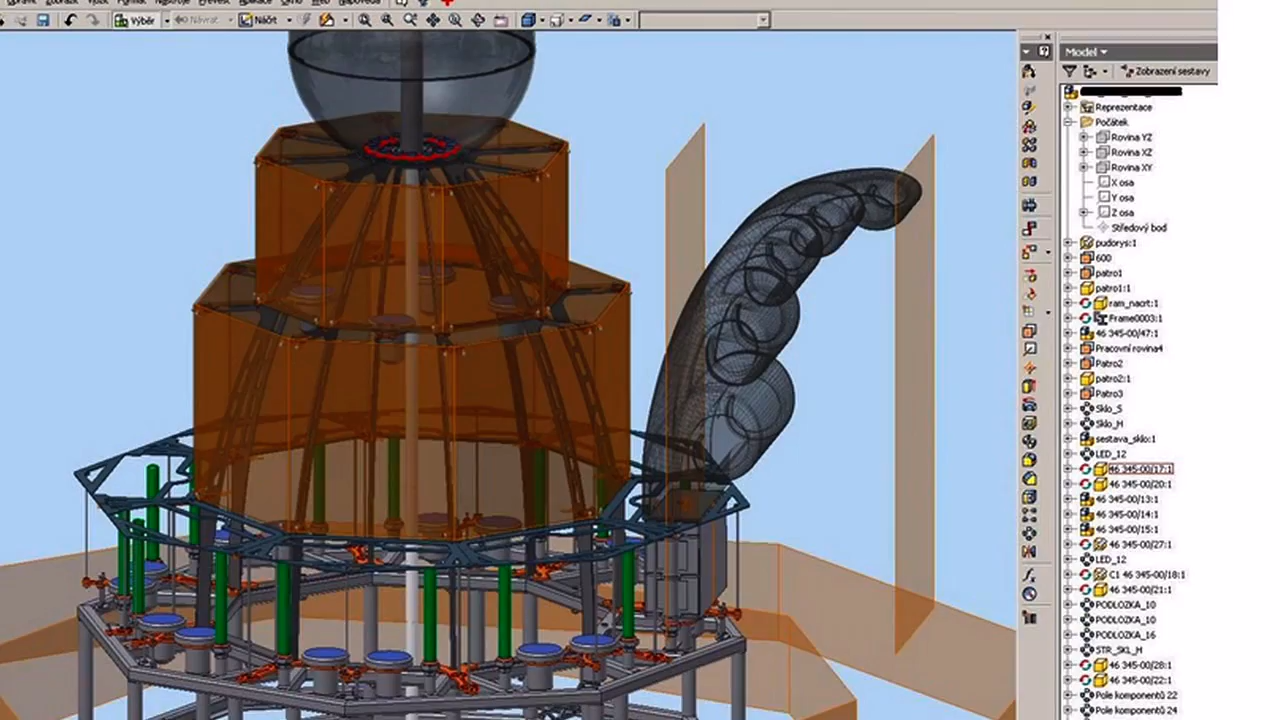 Výběr
Návrat
Náčrt
Model
Zobrazení sestavy
Reprezentace
Počátek
Rovina YZ
Rovina XZ
Rovina XY
X osa
Y osa
Z osa
Středový bod
pudorys:1
600
patro1
patro1:1
ram_nacrt:1
Frame0003:1
46 345-00/47:1
Pracovní rovina4
Patro2
patro2:1
Patro3
Sklo_S
Sklo_H
sestava_sklo:1
LED_12
46 345-00/17:1
46 345-00/20:1
46 345-00/13:1
46 345-00/14:1
46 345-00/15:1
46 345-00/27:1
LED_12
C1 46 345-00/18:1
46 345-00/21:1
PODLOZKA_10
PODLOZKA_10
PODLOZKA_16
STR_SKL_H
46 345-00/28:1
46 345-00/22:1
Pole komponentů 22
Pole komponentů 24